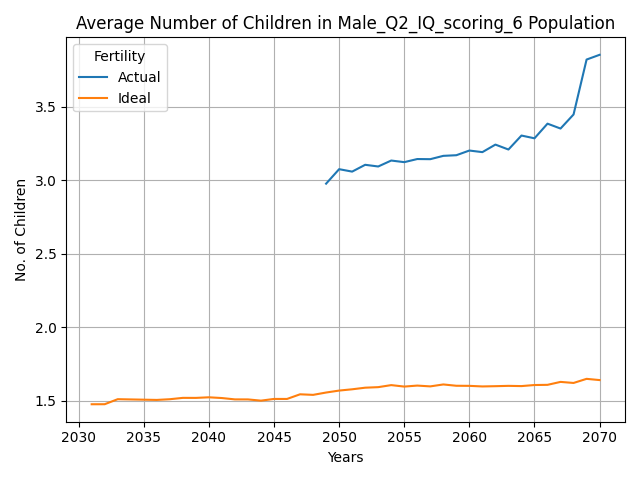 Average Number of Children in Male_Q2_IQ_scoring_6 Population
Fertility
Actual
Ideal
No. of Children
3.5
3.0
2.5
2.0
1.5
2030 2035 2040 2045 2050 2055 2060 2065 2070
Years